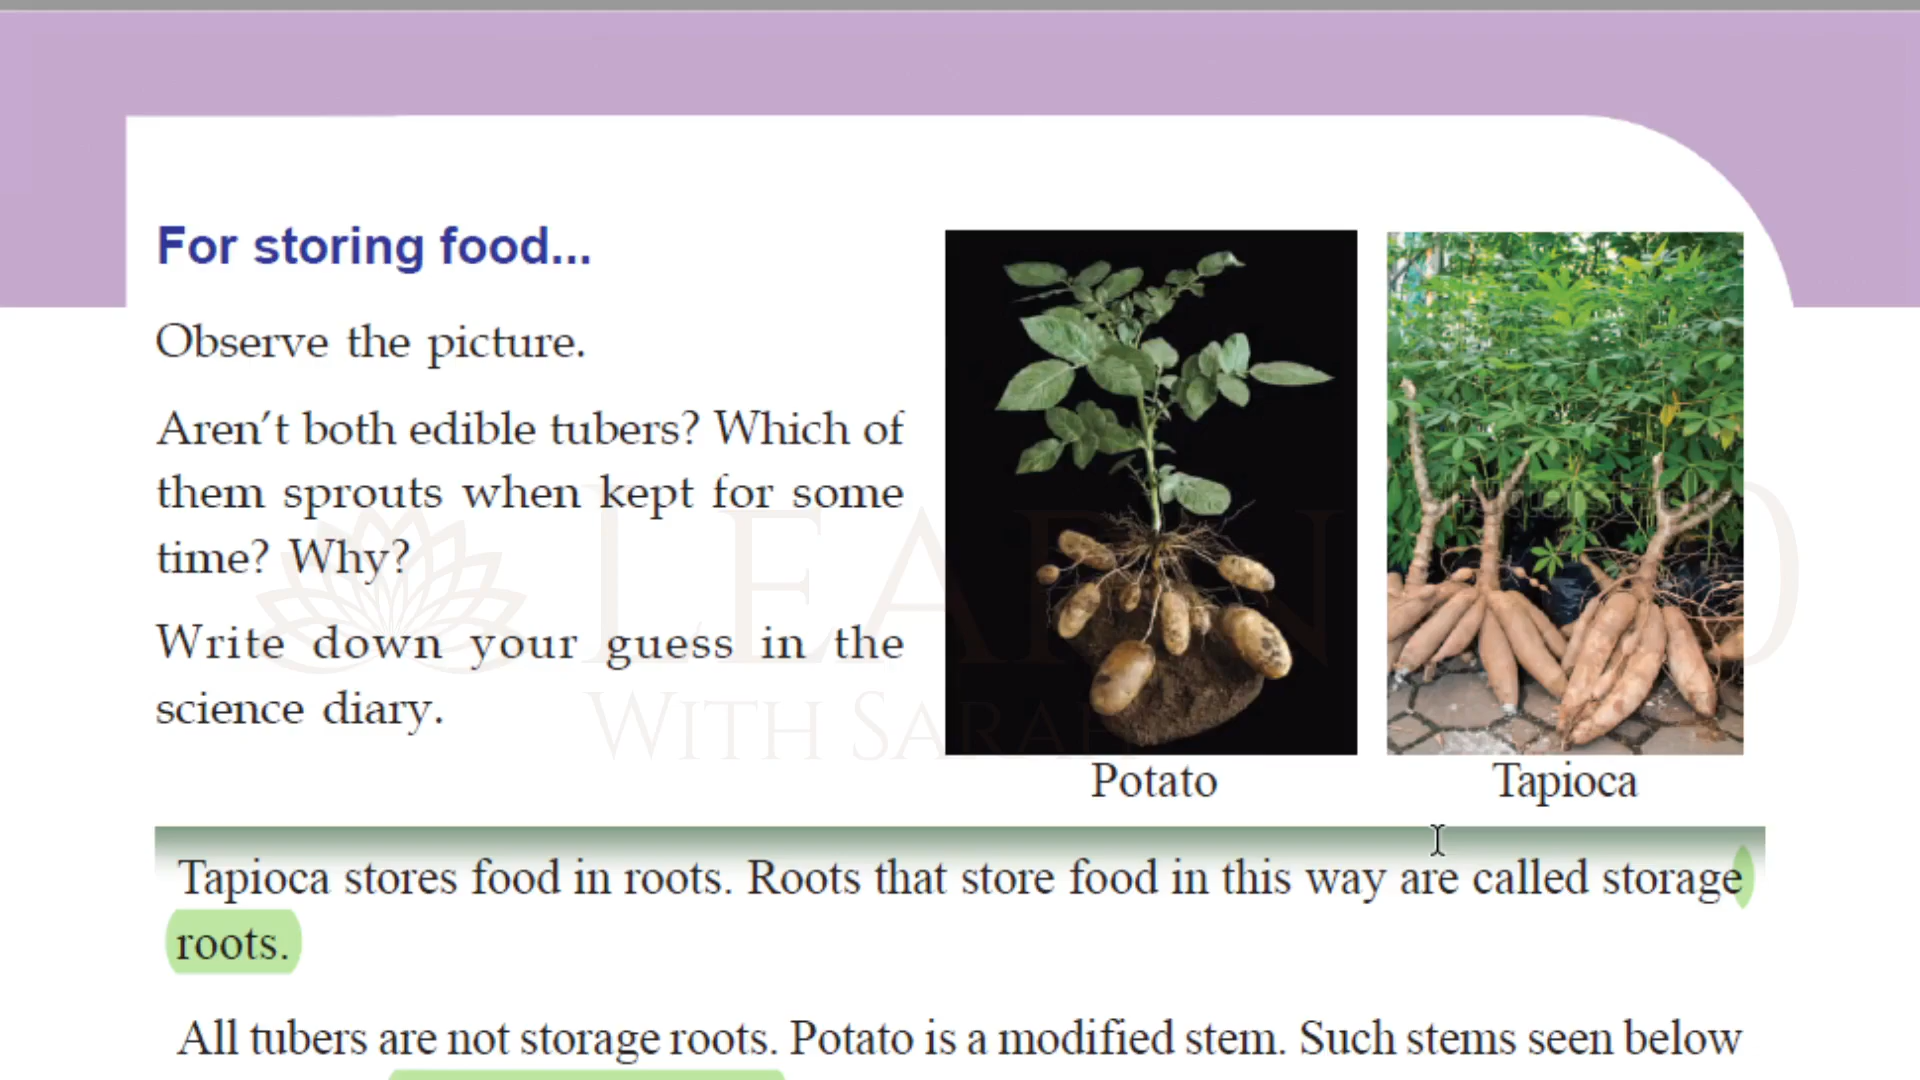 For storing food...
Observe the picture.
Aren't both edible tubers? Which of
them sprouts when kept for some
time? Why?
Write down your guess in the
science diary.
LEARN
WITH SARAH
Potato
Tapioca
Tapioca stores food in roots. Roots that store food in this way are called storage
roots.
All tubers are not storage roots. Potato is a modified stem. Such stems seen below